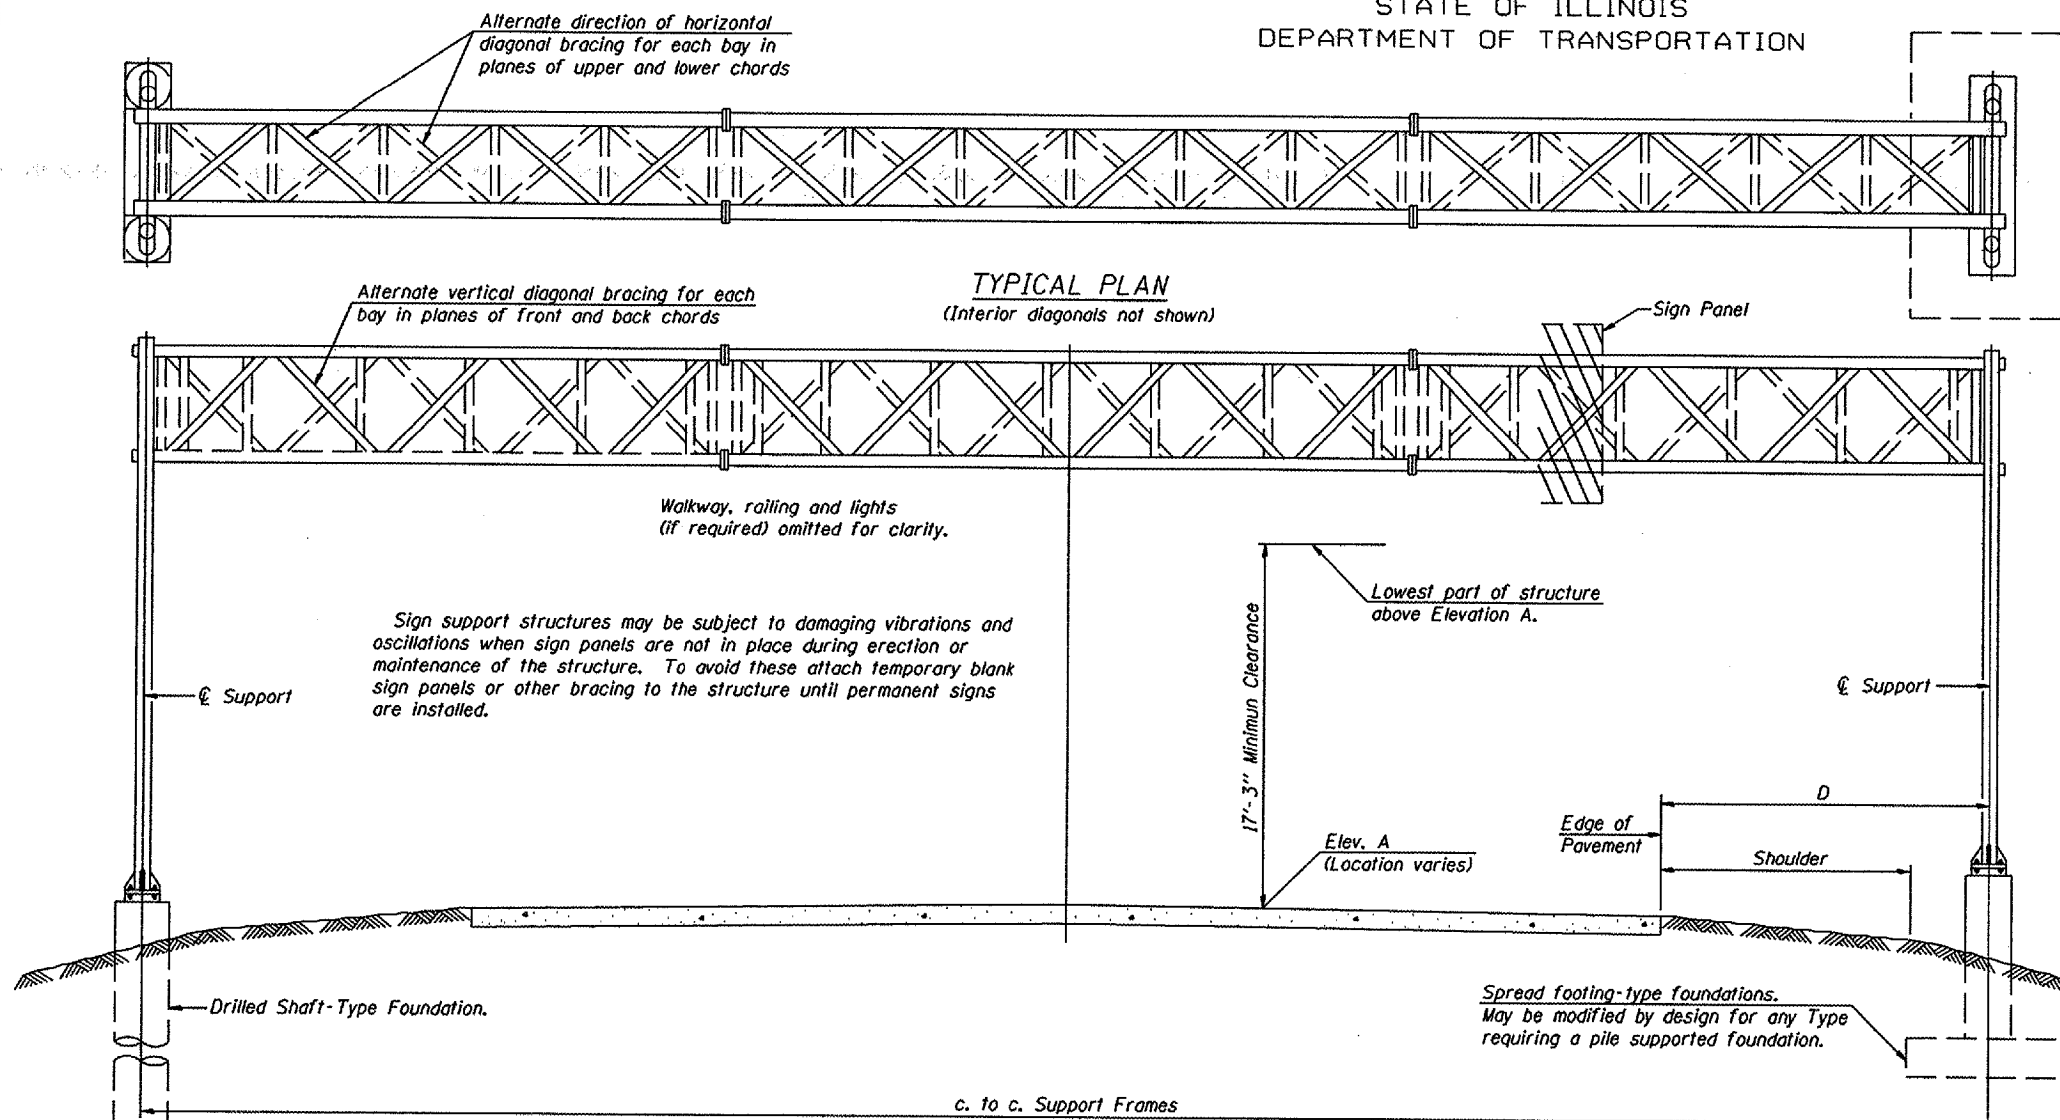 STATE OF ILLINOIS
DEPARTMENT OF TRANSPORTATION
Alternate direction of horizontal
diagonal bracing for each bay in
planes of upper and lower chords
TYPICAL PLAN
(Interior diagonals not shown)
Alternate vertical diagonal bracing for each
bay in planes of front and back chords
Sign Panel
Walkway, railing and lights
(if required) omitted for clarity.
Lowest part of structure
above Elevation A.
Sign support structures may be subject to damaging vibrations and
oscillations when sign panels are not in place during erection or
maintenance of the structure. To avoid these attach temporary blank
sign panels or other bracing to the structure until permanent signs
are installed.
℄ Support
℄ Support
17'-3" Minimun Clearance
D
Edge of
Pavement
Shoulder
Elev. A
(Location varies)
Drilled Shaft-Type Foundation.
Spread footing-type foundations.
May be modified by design for any Type
requiring a pile supported foundation.
c. to c. Support Frames